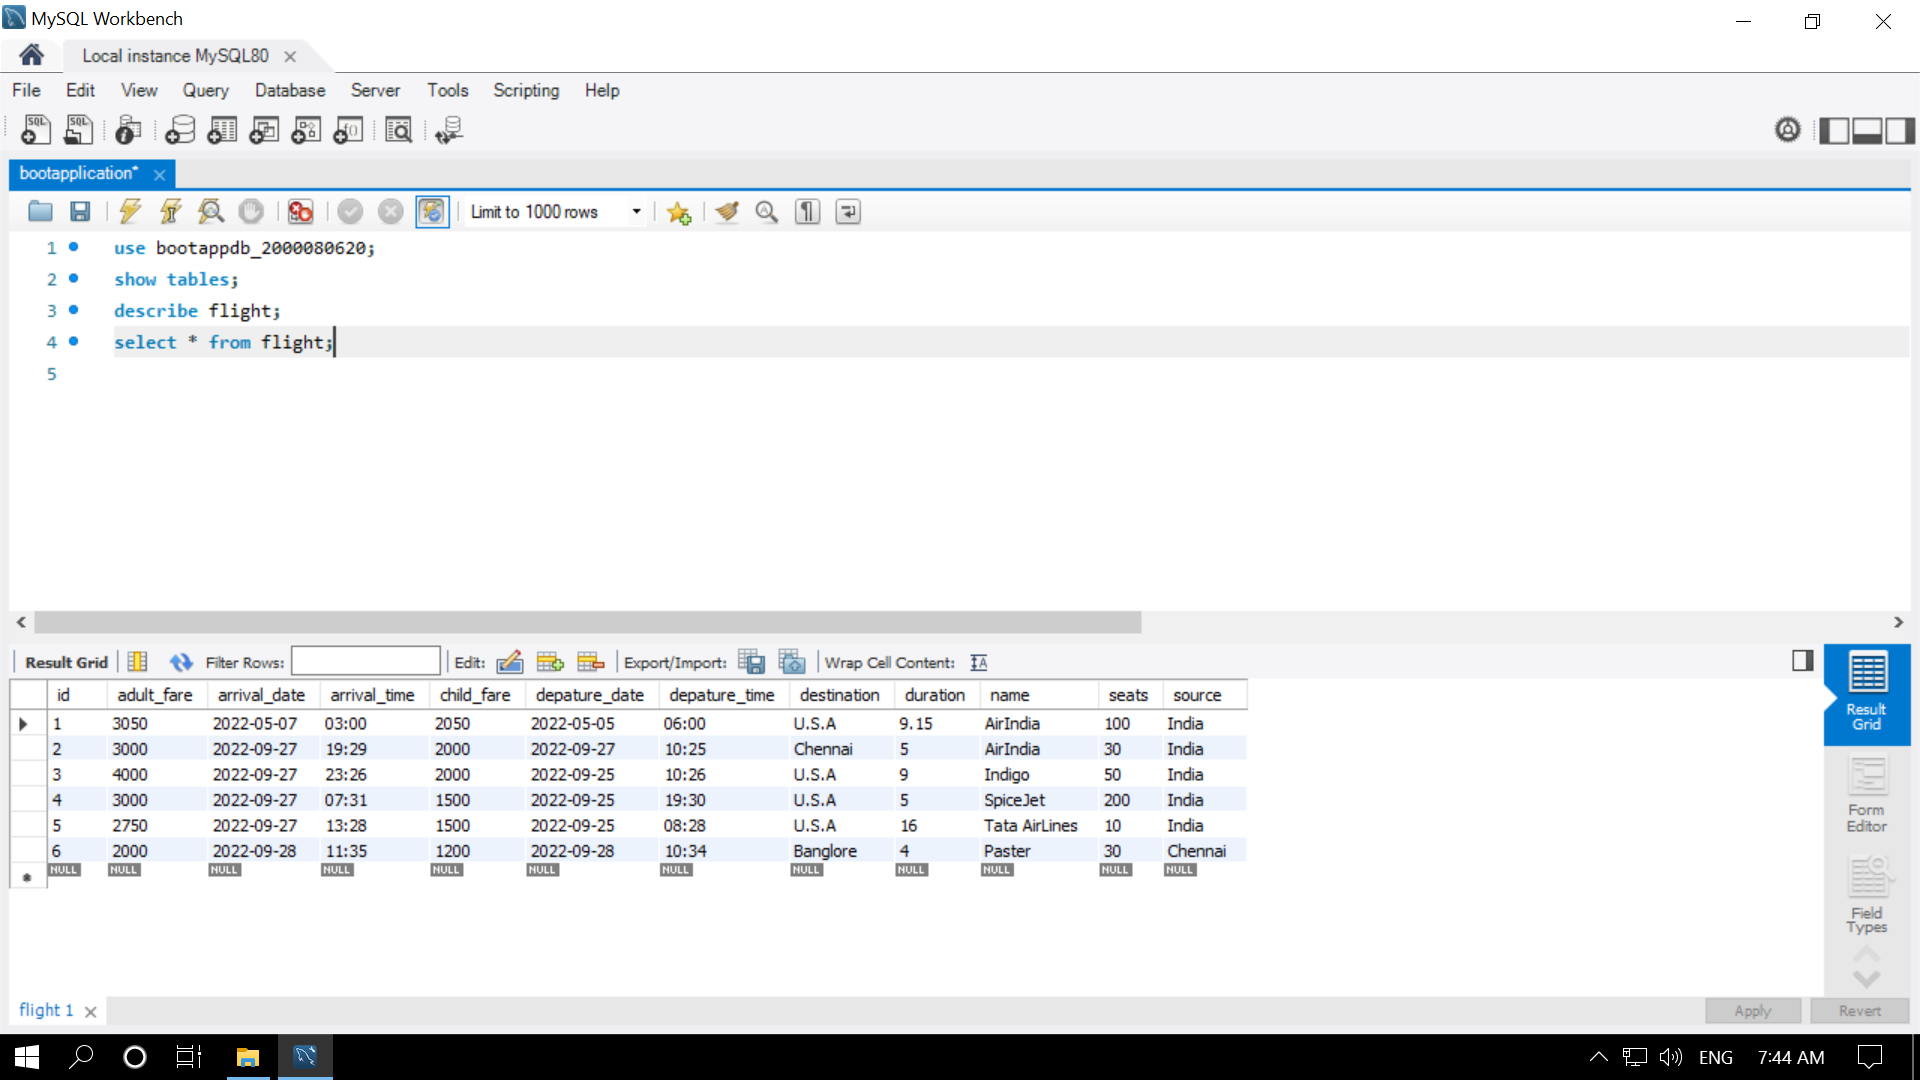 MySQL Workbench
Local instance MySQL80
File Edit View Query Database Server Tools Scripting Help
bootapplication*
Limit to 1000 rows
1 use bootappdb_2000080620;
2 show tables;
3 describe flight;
4 select * from flight;
5
Result Grid Filter Rows: Edit: Export/Import: Wrap Cell Content:
id adult_fare arrival_date arrival_time child_fare depature_date depature_time destination duration name seats source
1 3050 2022-05-07 03:00 2050 2022-05-05 06:00 U.S.A 9.15 AirIndia 100 India
2 3000 2022-09-27 19:29 2000 2022-09-27 10:25 Chennai 5 AirIndia 30 India
3 4000 2022-09-27 23:26 2000 2022-09-25 10:26 U.S.A 9 Indigo 50 India
4 3000 2022-09-27 07:31 1500 2022-09-25 19:30 U.S.A 5 SpiceJet 200 India
5 2750 2022-09-27 13:28 1500 2022-09-25 08:28 U.S.A 16 Tata AirLines 10 India
6 2000 2022-09-28 11:35 1200 2022-09-28 10:34 Banglore 4 Paster 30 Chennai
NULL NULL NULL NULL NULL NULL NULL NULL NULL NULL NULL NULL
Result
Grid
Form
Editor
Field
Types
flight 1
Apply Revert
ENG 7:44 AM